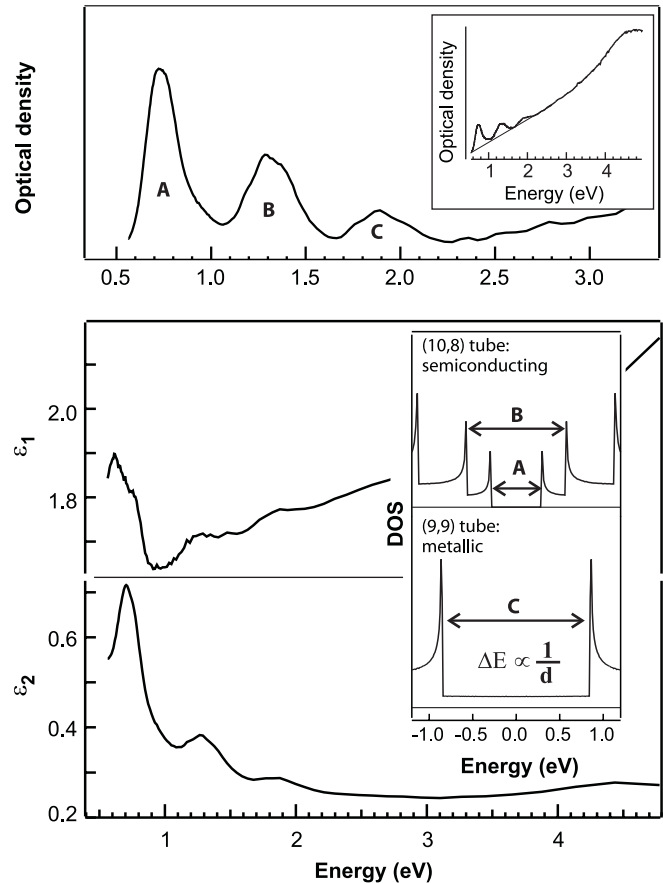 Optical density
A
B
C
0.5 1.0 1.5 2.0 2.5 3.0
Optical density
1 2 3 4
Energy (eV)
ε1
2.0
1.8
ε2
0.6
0.4
0.2
1 2 3 4
Energy (eV)
DOS
(10,8) tube:
semiconducting
B
A
(9,9) tube:
metallic
C
ΔE ∝ 1/d
-1.0 -0.5 0.0 0.5 1.0
Energy (eV)